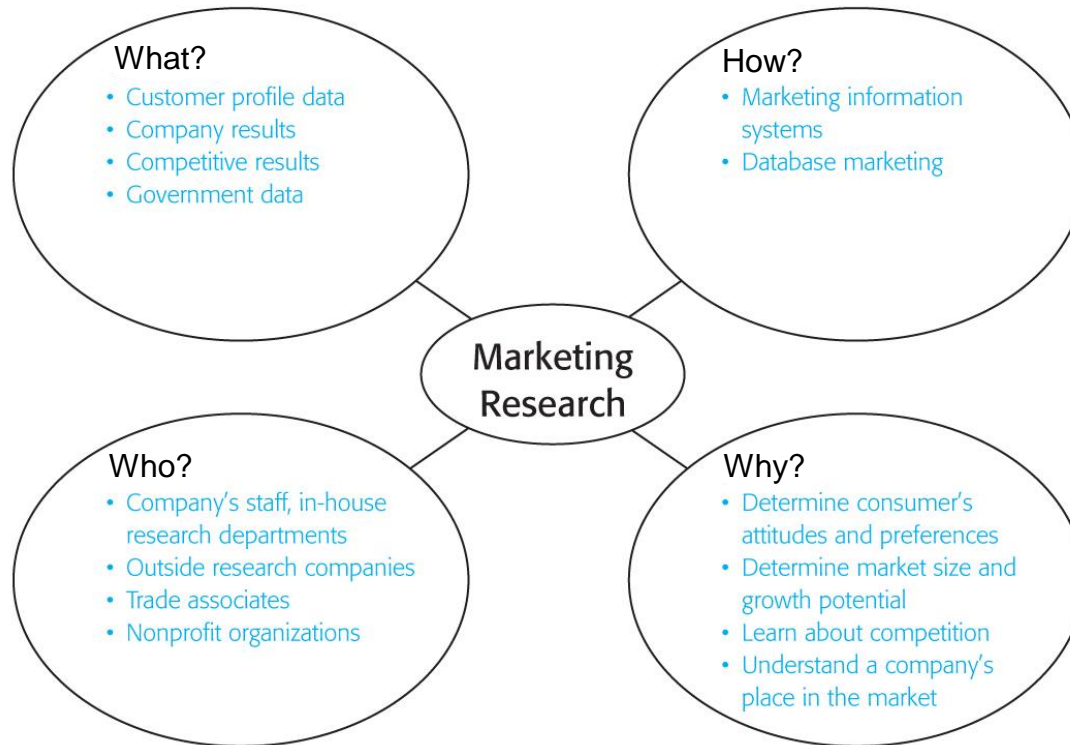 What?
• Customer profile data
• Company results
• Competitive results
• Government data
How?
• Marketing information
systems
• Database marketing
Marketing
Research
Who?
• Company's staff, in-house
research departments
• Outside research companies
• Trade associates
• Nonprofit organizations
Why?
• Determine consumer's
attitudes and preferences
• Determine market size and
growth potential
• Learn about competition
• Understand a company's
place in the market